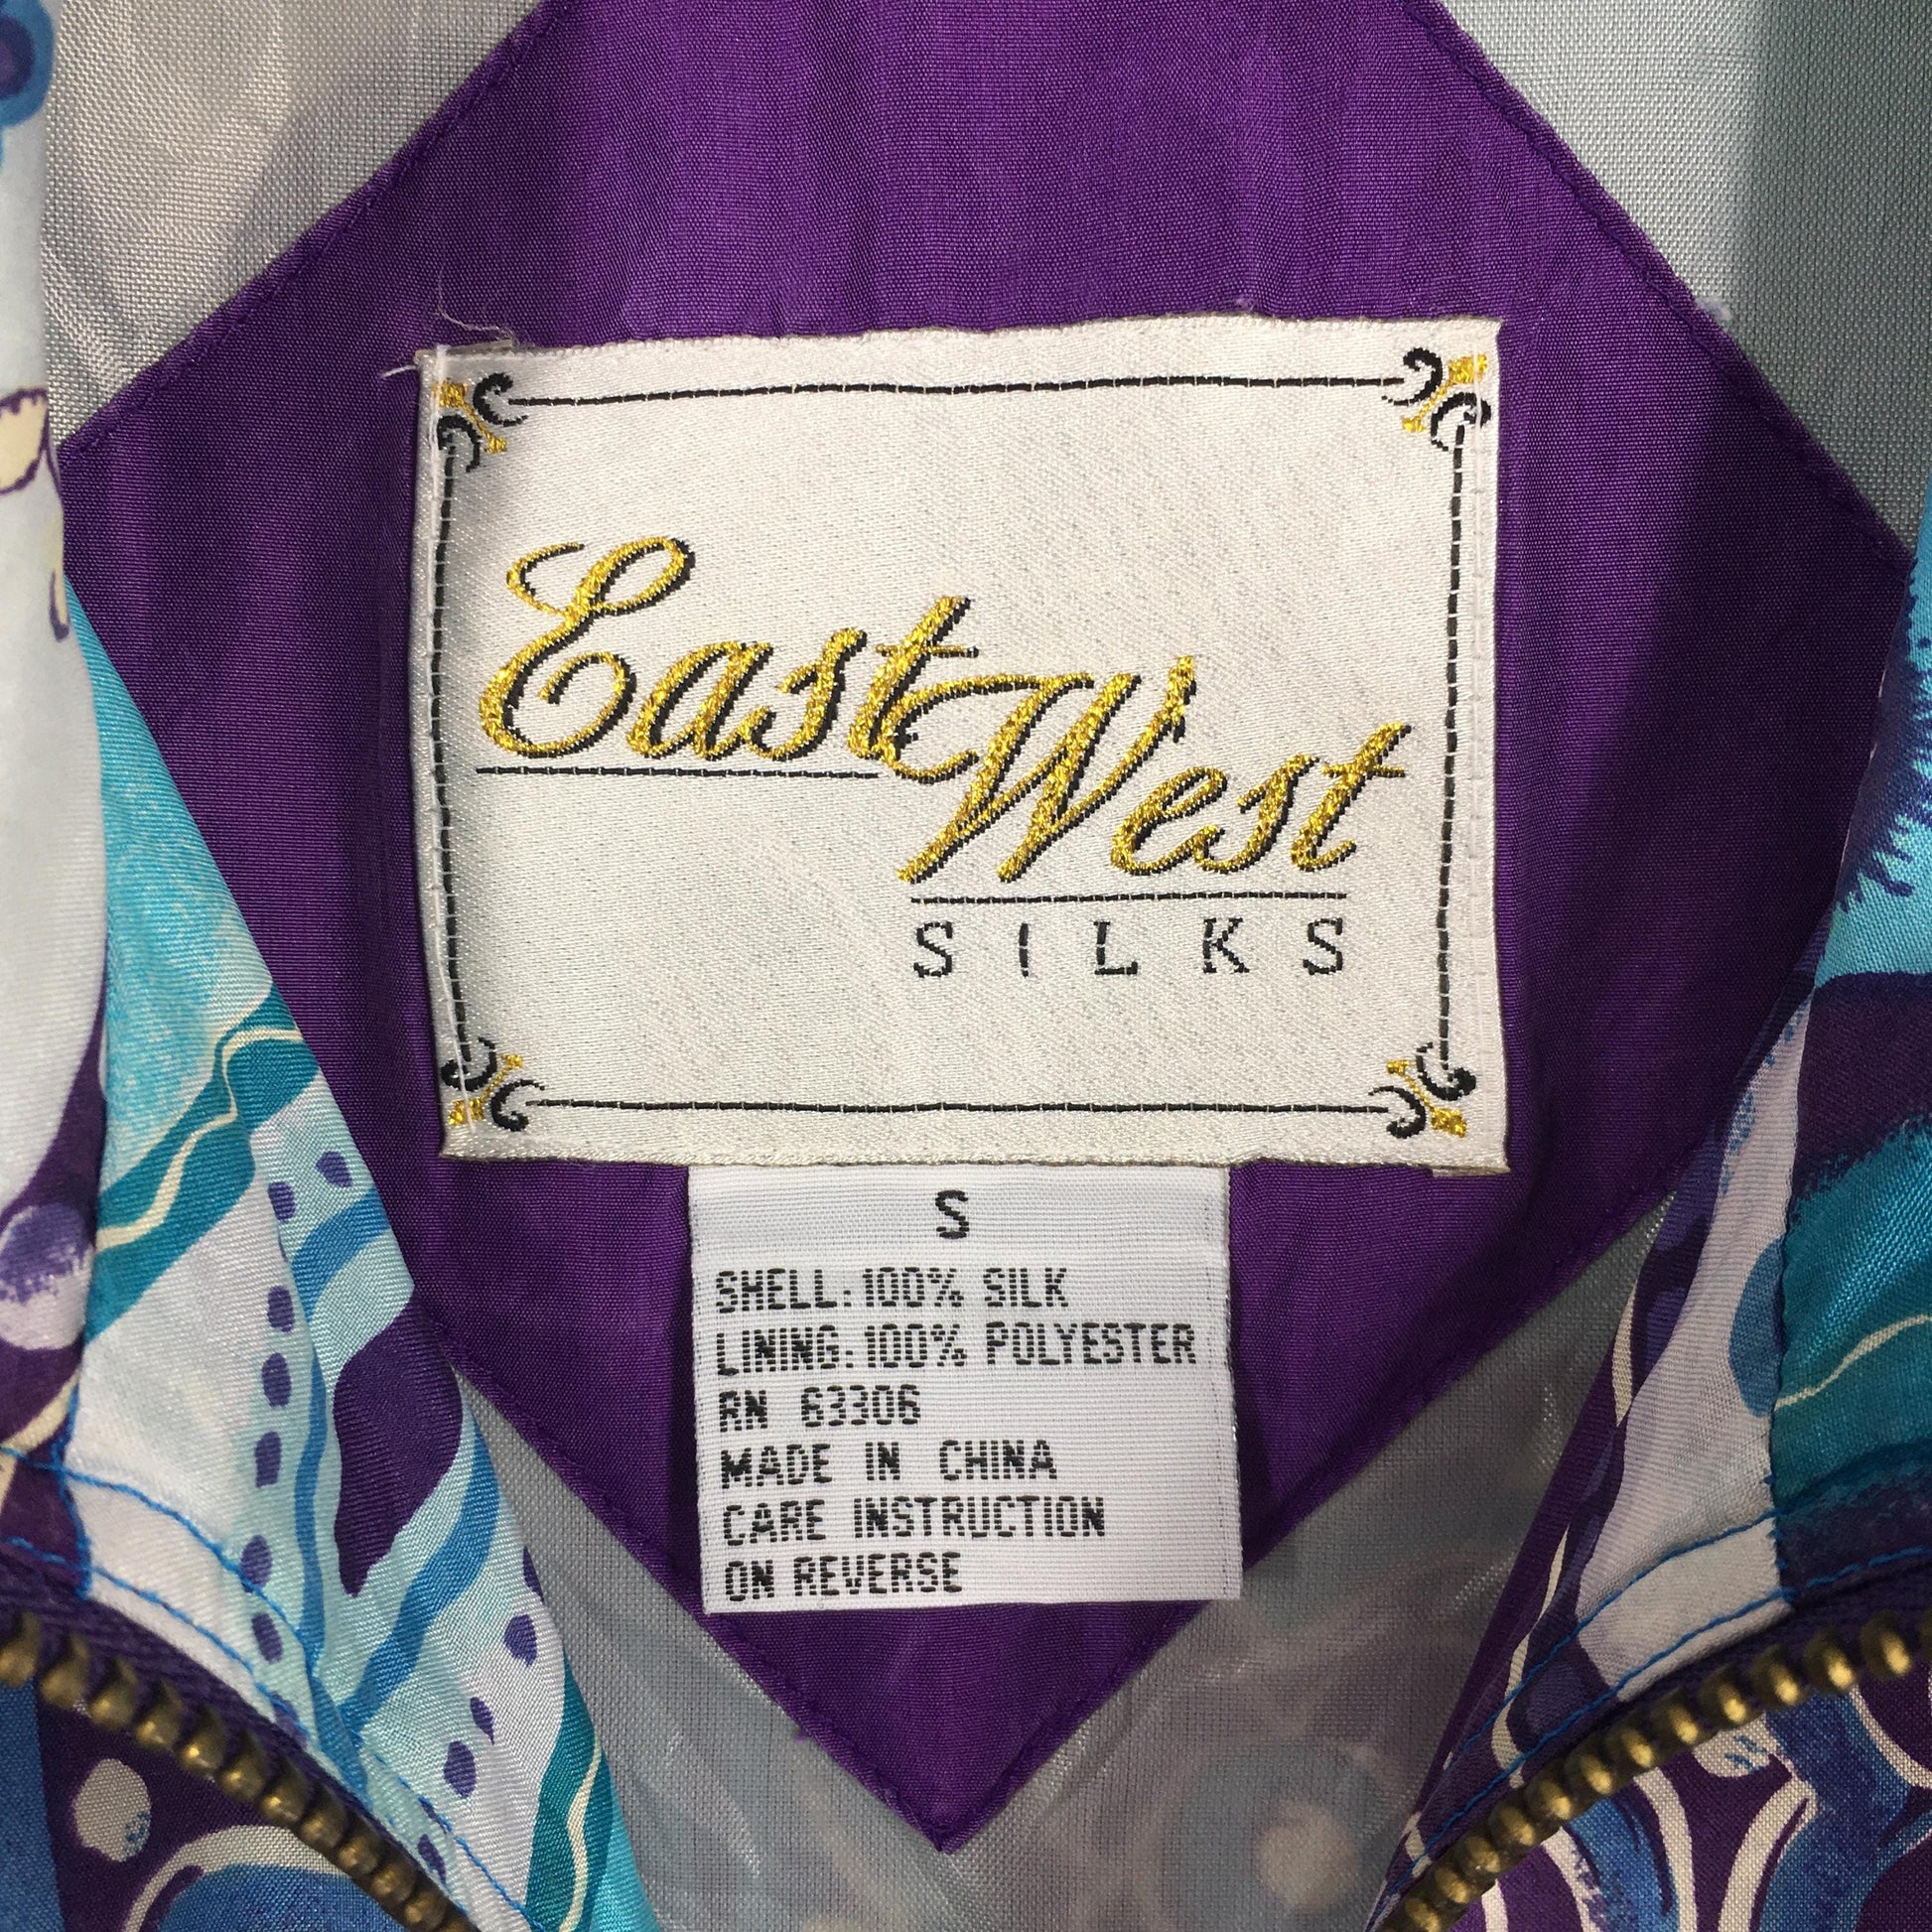 East
West
SILKS
S
SHELL: 100% SILK
LINING: 100% POLYESTER
RN 63306
MADE IN CHINA
CARE INSTRUCTION
ON REVERSE